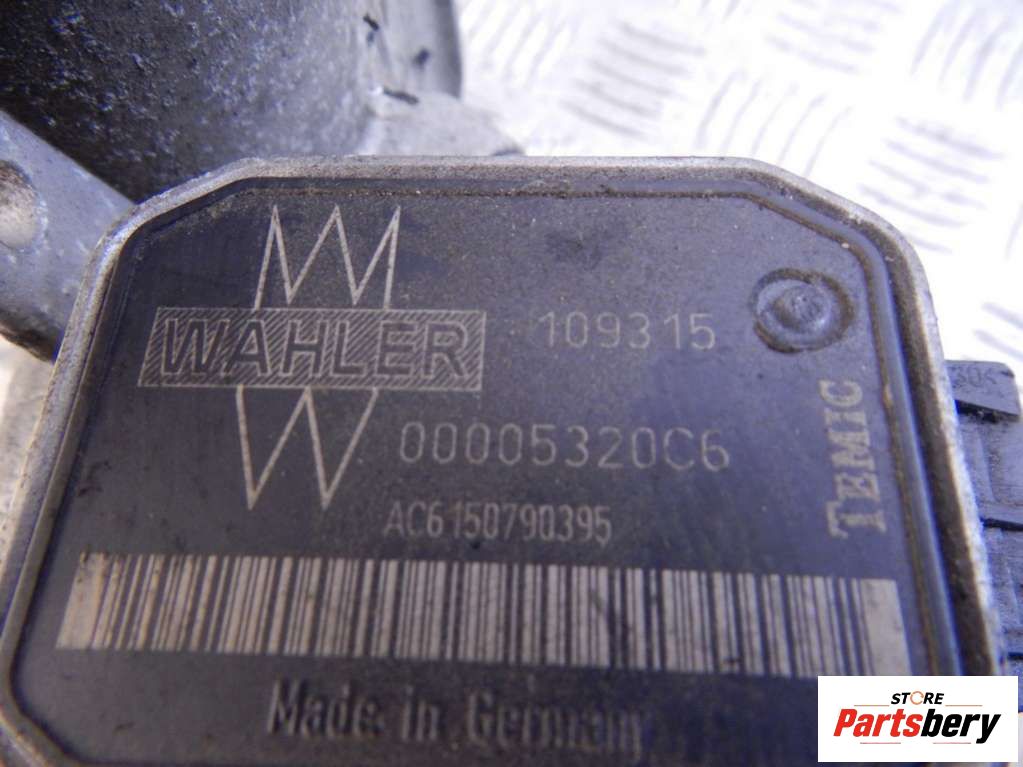 WAHLER
109315
00005320C6
AC6150790395
TEMIC
Made in Germany
STORE
Partsbery